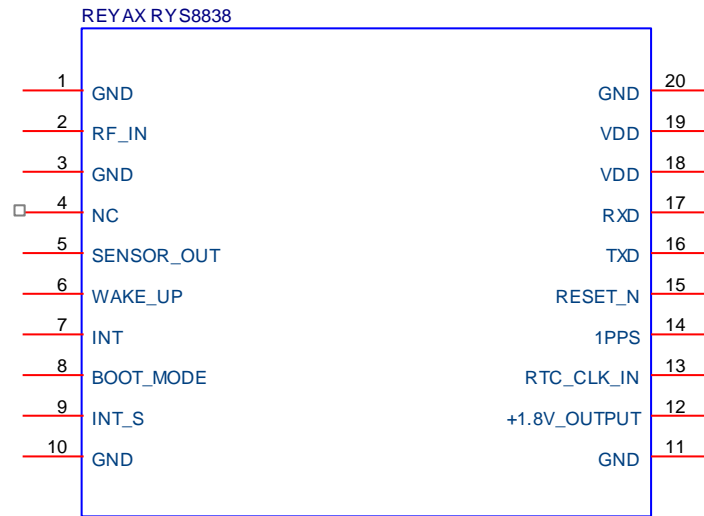 REYAX RYS8838
1 GND GND 20
2 RF_IN VDD 19
3 GND VDD 18
4 NC RXD 17
5 SENSOR_OUT TXD 16
6 WAKE_UP RESET_N 15
7 INT 1PPS 14
8 BOOT_MODE RTC_CLK_IN 13
9 INT_S +1.8V_OUTPUT 12
10 GND GND 11